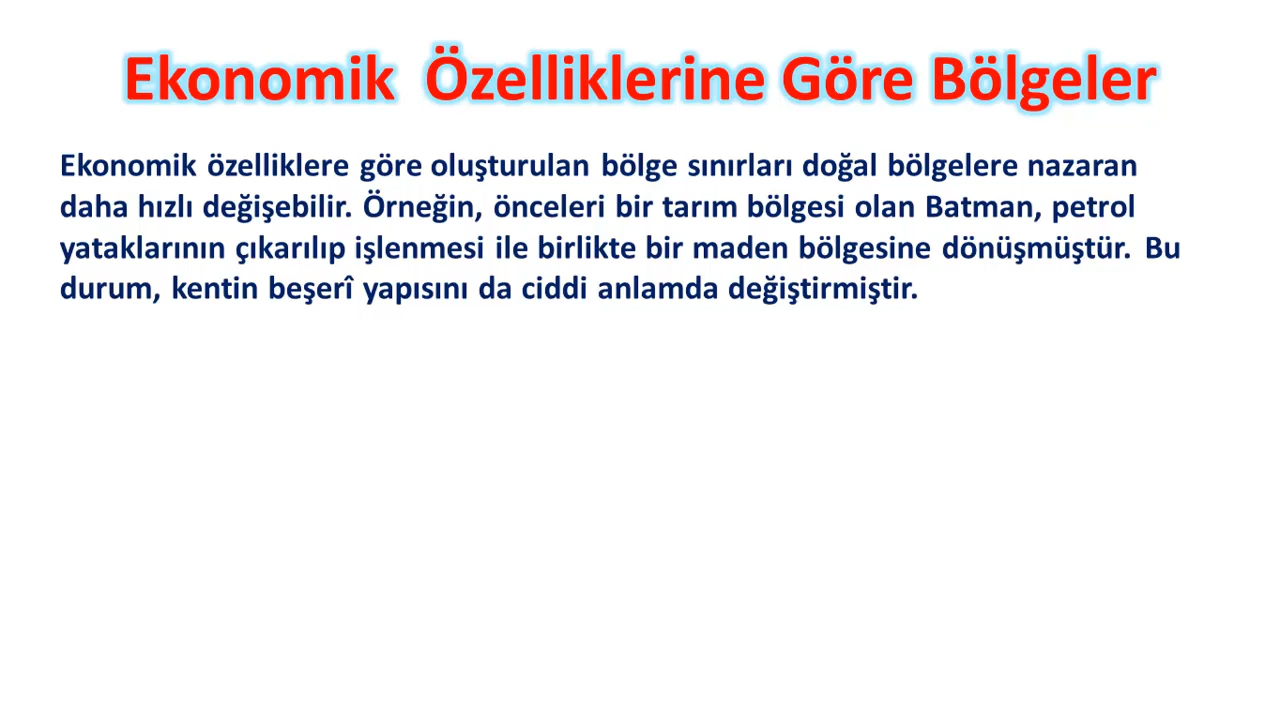 Ekonomik Özelliklerine Göre Bölgeler
Ekonomik özelliklere göre oluşturulan bölge sınırları doğal bölgelere nazaran
daha hızlı değişebilir. Örneğin, önceleri bir tarım bölgesi olan Batman, petrol
yataklarının çıkarılıp işlenmesi ile birlikte bir maden bölgesine dönüşmüştür. Bu
durum, kentin beşerî yapısını da ciddi anlamda değiştirmiştir.